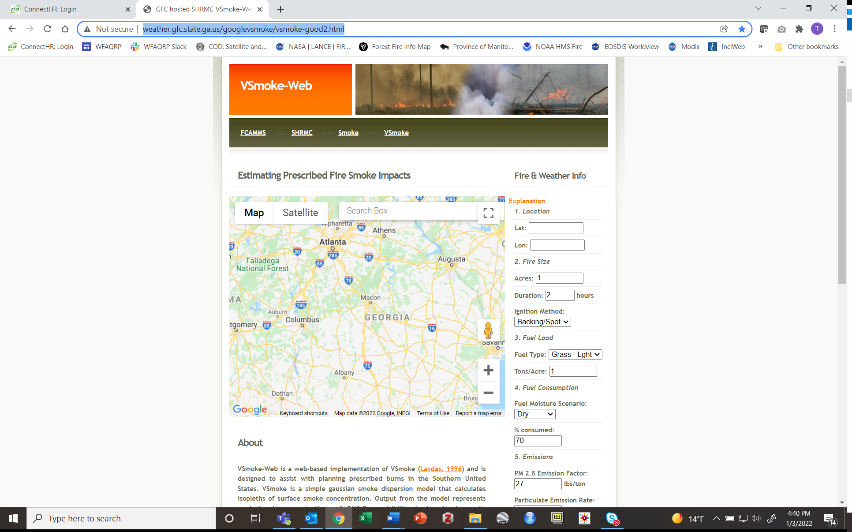 ConnectHR: Login
GFC hosted SHRMC VSmoke-We
Not secure | weather.gfc.state.ga.us/googlevsmoke/vsmoke-good2.html
T
ConnectHR: Login
WFAQRP
WFAQRP Slack
COD: Satellite and...
NASA | LANCE | FIR...
Forest Fire Info Map
Province of Manito...
NOAA HMS Fire
EOSDIS Worldview
Modis
InciWeb
»
Other bookmarks
VSmoke-Web
FCAMMS
SHRMC
Smoke
VSmoke
Estimating Prescribed Fire Smoke Impacts
Fire & Weather Info
Map
Satellite
Search Box
Athens
Atlanta
Talladega
National Forest
Augusta
Macon
Auburn
Columbus
GEORGIA
tgomery
Savann
Albany
Dothan
Brun
Google
Keyboard shortcuts
Map data ©2022 Google, INEGI
Terms of Use
Report a map error
Explanation
1. Location
Lat:
Lon:
2. Fire Size
Acres: 1
Duration: 2 hours
Ignition Method:
Backing/Spot
3. Fuel Load
Fuel Type: Grass - Lght
Tons/Acre: 1
4. Fuel Consumption
Fuel Moisture Scenario:
Dry
% consumed:
70
5. Emissions
PM 2.5 Emission Factor:
27 lbs/ton
Particulate Emission Rate:
About
VSmoke-Web is a web-based implementation of VSmoke (Lavdas, 1996) and is
designed to assist with planning prescribed burns in the Southern United
States. VSmoke is a simple gaussian smoke dispersion model that calculates
isopleths of surface smoke concentration. Output from the model represents
Type here to search
14°F
4:40 PM
1/3/2022
14